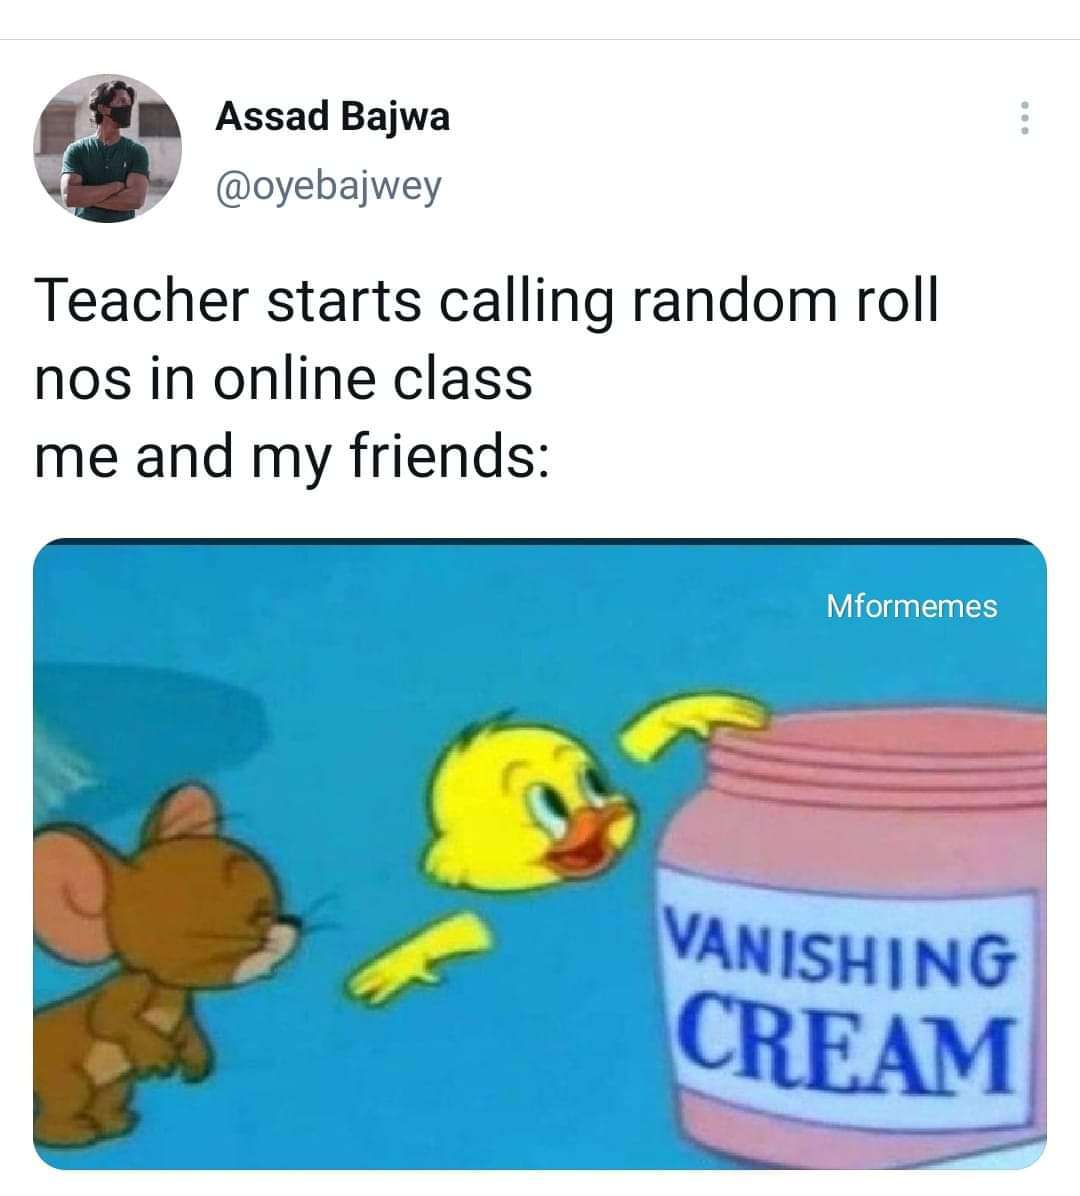 Assad Bajwa
@oyebajwey
Teacher starts calling random roll
nos in online class
me and my friends:
Mformemes
VANISHING
CREAM